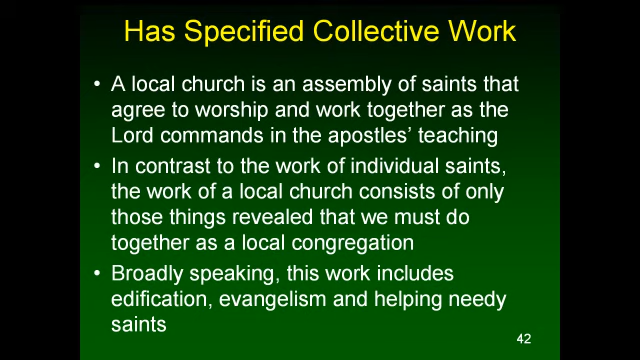 Has Specified Collective Work
• A local church is an assembly of saints that
agree to worship and work together as the
Lord commands in the apostles’ teaching
• In contrast to the work of individual saints,
the work of a local church consists of only
those things revealed that we must do
together as a local congregation
• Broadly speaking, this work includes
edification, evangelism and helping needy
saints
42